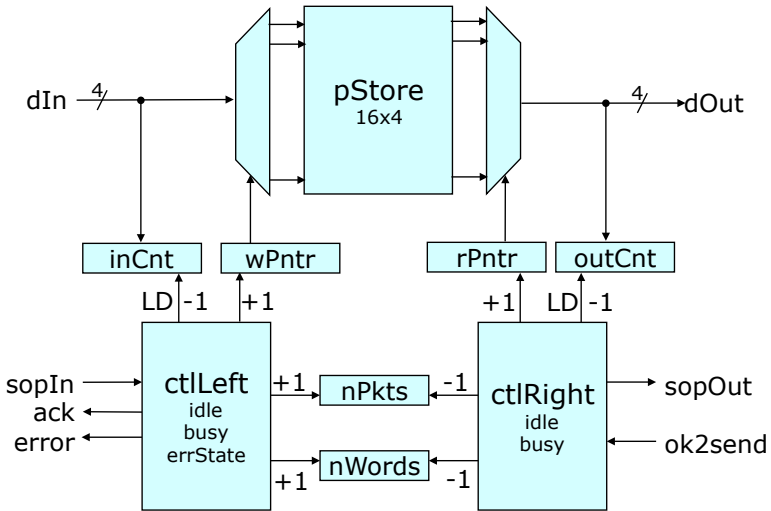 pStore
16x4
dIn
4
4
dOut
inCnt
wPntr
rPntr
outCnt
LD
-1
+1
+1
LD
-1
sopIn
ack
error
ctlLeft
idle
busy
errState
+1
nPkts
-1
+1
nWords
-1
ctlRight
idle
busy
sopOut
ok2send